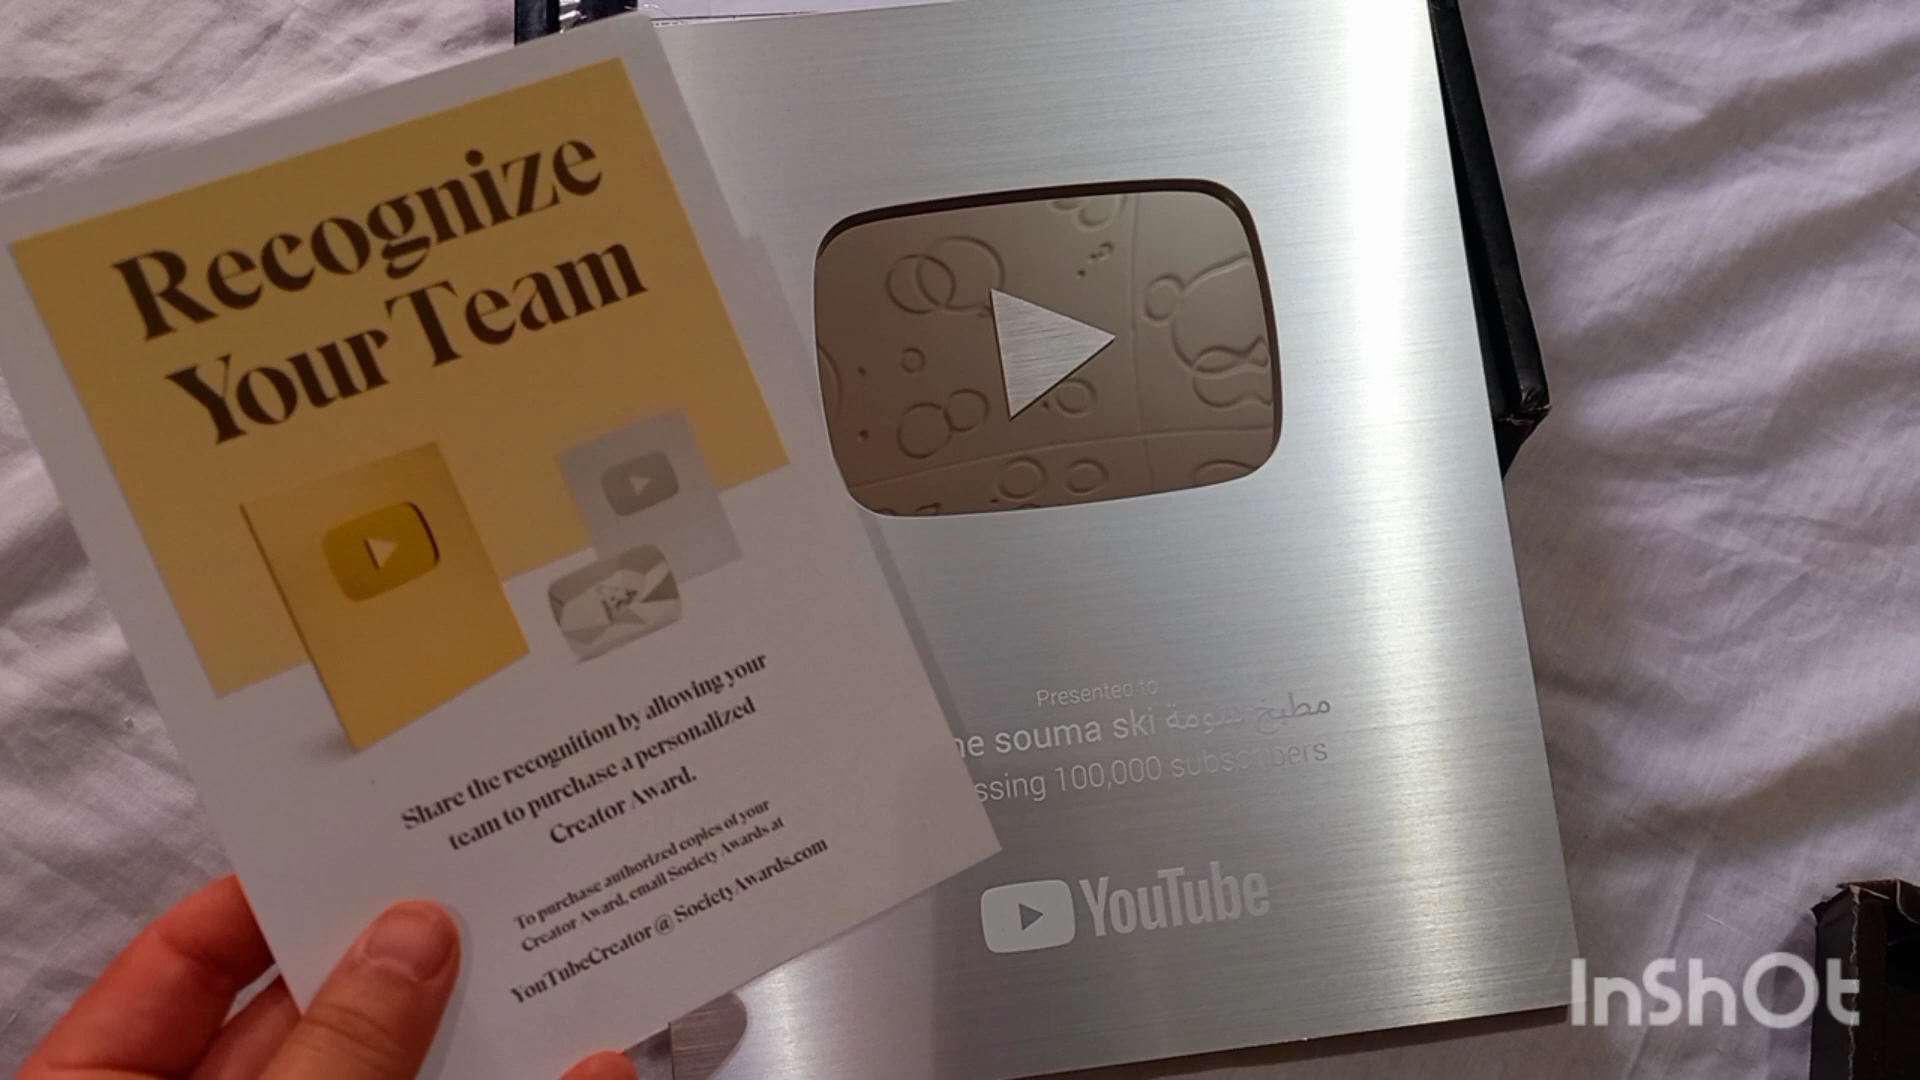 Recognize
Your Team
Share the recognition by allowing your
team to purchase a personalized
Creator Award.
To purchase authorized copies of your
Creator Award, email Society Awards at
YouTubeCreator @ SocietyAwards.com
Presented to
souma ski مطبخ سومة
100,000 subscribers
YouTube
InShOt